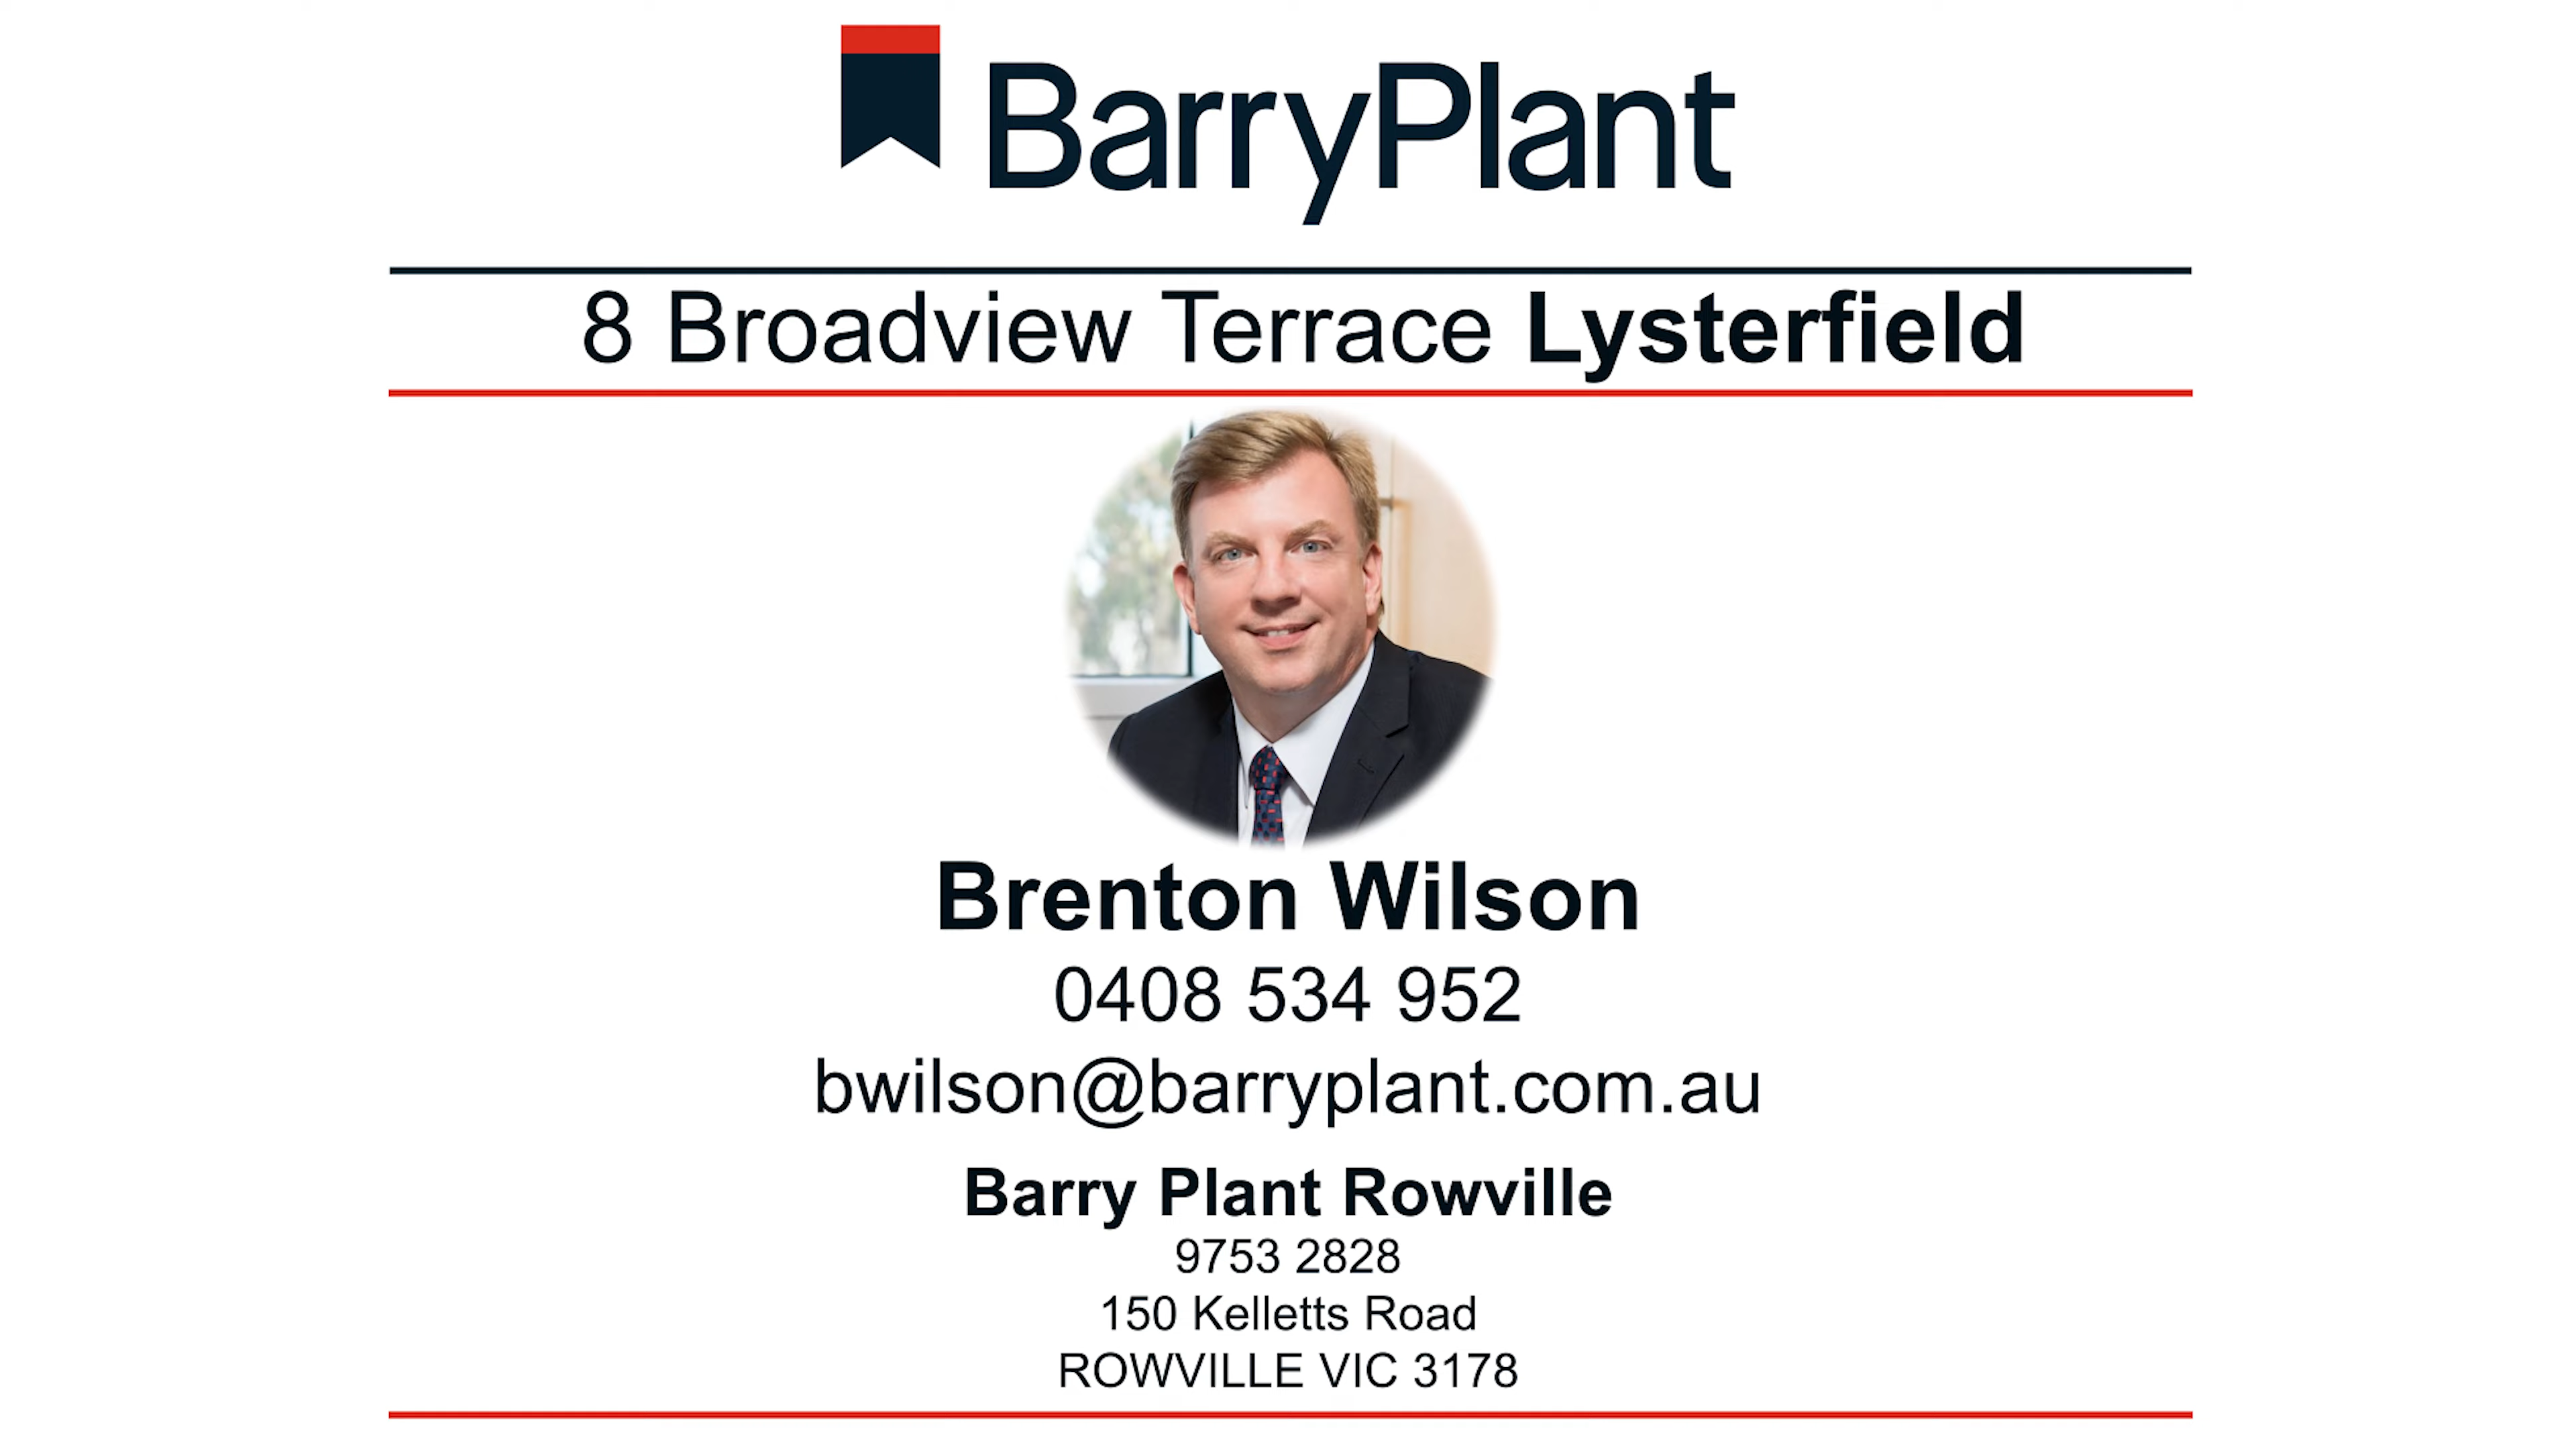 BarryPlant
8 Broadview Terrace Lysterfield
Brenton Wilson
0408 534 952
bwilson@barryplant.com.au
Barry Plant Rowville
9753 2828
150 Kelletts Road
ROWVILLE VIC 3178